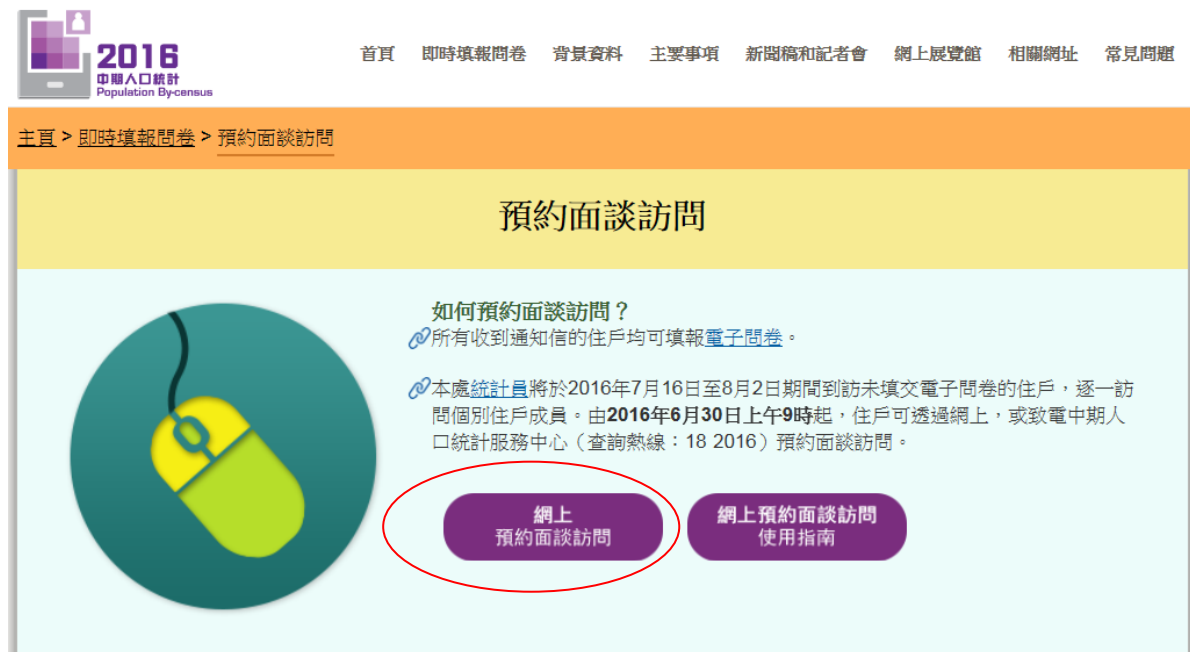 2016
中期人口統計
Population By-census
首頁 即時填報問卷 背景資料 主要事項 新聞稿和記者會 網上展覽館 相關網址 常見問題
主頁 > 即時填報問卷 > 預約面談訪問
預約面談訪問
如何預約面談訪問？
所有收到通知信的住戶均可填報電子問卷。
本處統計員將於2016年7月16日至8月2日期間到訪未填交電子問卷的住戶，逐一訪
問個別住戶成員。由2016年6月30日上午9時起，住戶可透過網上，或致電中期人
口統計服務中心（查詢熱線：18 2016）預約面談訪問。
網上
預約面談訪問
網上預約面談訪問
使用指南